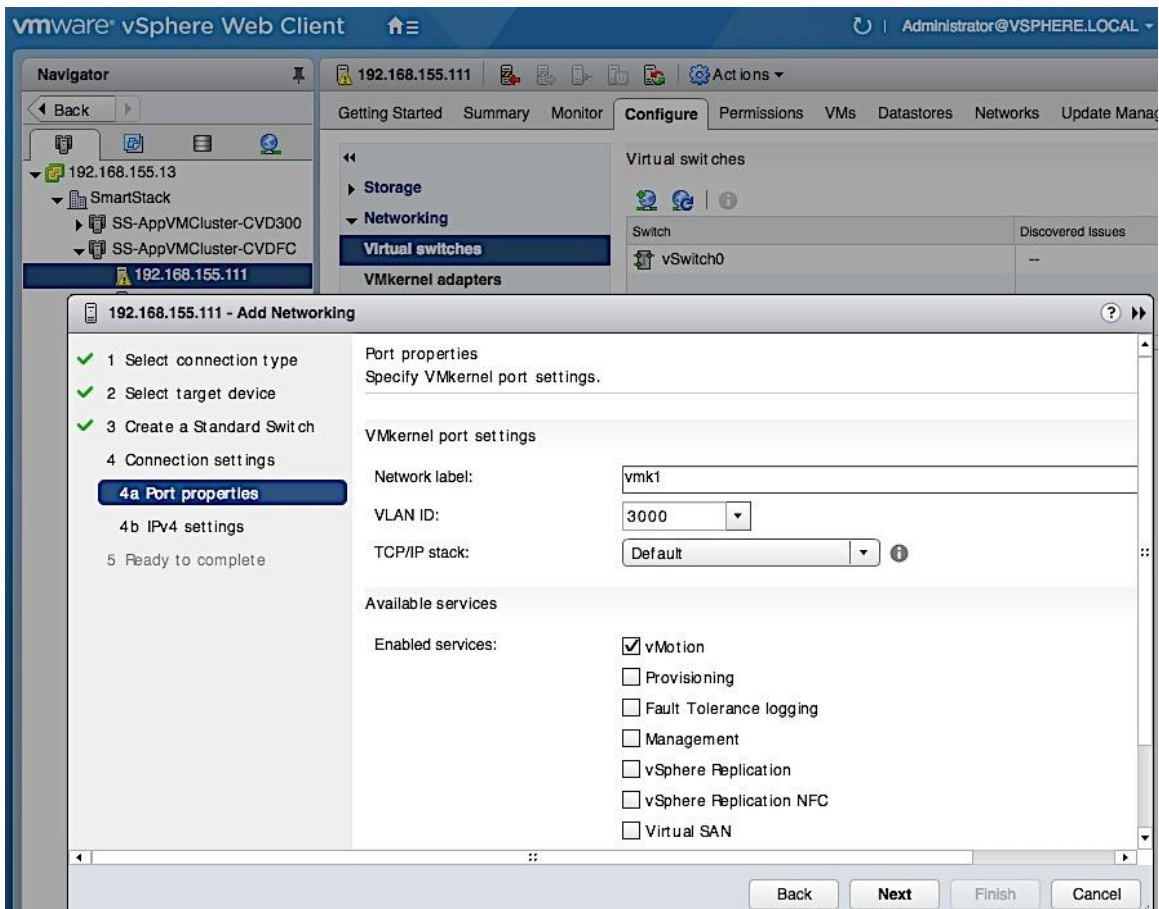 vmware® vSphere Web Client
Administrator@VSPHERE.LOCAL
Navigator
192.168.155.111
Actions
Back
Getting Started Summary Monitor Configure Permissions VMs Datastores Networks Update Manag
192.168.155.13
SmartStack
SS-AppVMCluster-CVD300
SS-AppVMCluster-CVDFC
192.168.155.111
Storage
Networking
Virtual switches
VMkernel adapters
Virtual switches
Switch Discovered Issues
vSwitch0 --
192.168.155.111 - Add Networking
1 Select connection type
2 Select target device
3 Create a Standard Switch
4 Connection settings
4a Port properties
4b IPv4 settings
5 Ready to complete
Port properties
Specify VMkernel port settings.
VMkernel port settings
Network label: vmk1
VLAN ID: 3000
TCP/IP stack: Default
Available services
Enabled services:
vMotion
Provisioning
Fault Tolerance logging
Management
vSphere Replication
vSphere Replication NFC
Virtual SAN
Back Next Finish Cancel